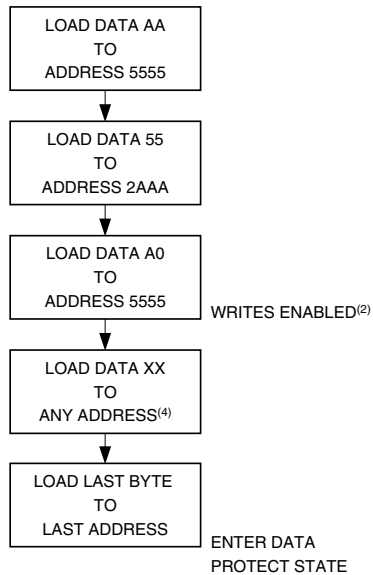 LOAD DATA AA
TO
ADDRESS 5555
LOAD DATA 55
TO
ADDRESS 2AAA
LOAD DATA A0
TO
ADDRESS 5555
WRITES ENABLED(2)
LOAD DATA XX
TO
ANY ADDRESS(4)
LOAD LAST BYTE
TO
LAST ADDRESS
ENTER DATA
PROTECT STATE